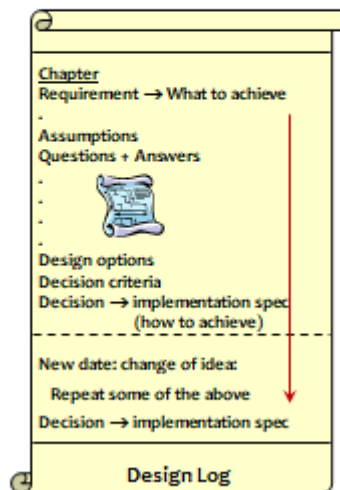 Chapter
Requirement → What to achieve
.
Assumptions
Questions + Answers
.
.
.
.
Design options
Decision criteria
Decision → implementation spec
(how to achieve)
New date: change of idea:
Repeat some of the above
Decision → implementation spec
Design Log